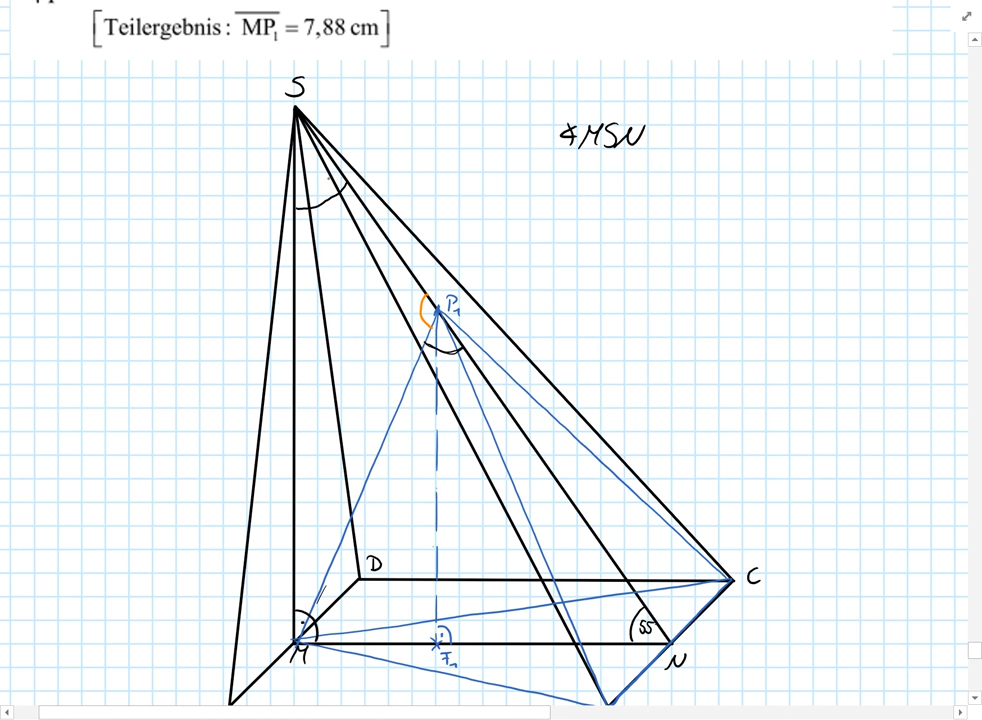 [Teilergebnis: MP₁ = 7,88 cm]
S
∢MSN
P₁
D
C
55
M
F₁
N